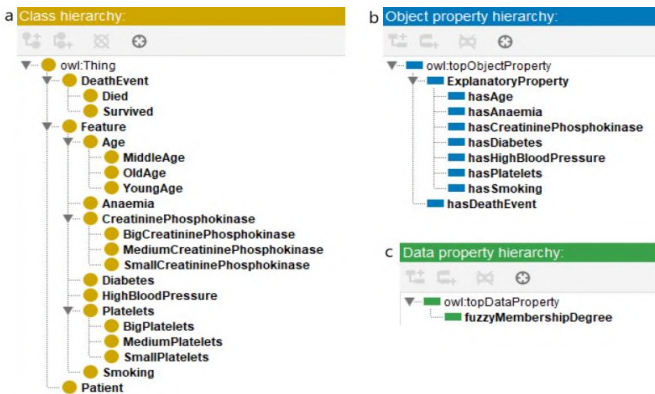 a
Class hierarchy:
owl:Thing
DeathEvent
Died
Survived
Feature
Age
MiddleAge
OldAge
YoungAge
Anaemia
CreatininePhosphokinase
BigCreatininePhosphokinase
MediumCreatininePhosphokinase
SmallCreatininePhosphokinase
Diabetes
HighBloodPressure
Platelets
BigPlatelets
MediumPlatelets
SmallPlatelets
Smoking
Patient
b
Object property hierarchy:
owl:topObjectProperty
ExplanatoryProperty
hasAge
hasAnaemia
hasCreatininePhosphokinase
hasDiabetes
hasHighBloodPressure
hasPlatelets
hasSmoking
hasDeathEvent
c
Data property hierarchy:
owl:topDataProperty
fuzzyMembershipDegree